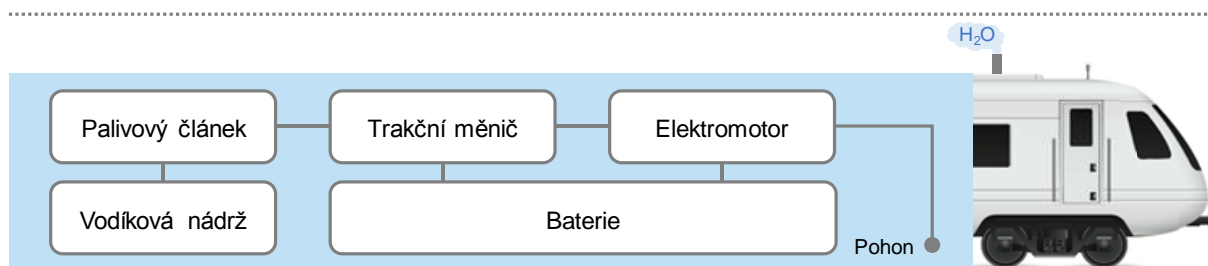 H₂O
Palivový článek
Trakční měnič
Elektromotor
Vodíková nádrž
Baterie
Pohon